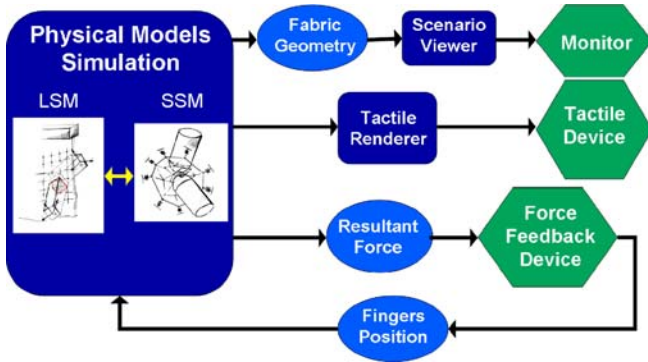 Physical Models
Simulation
LSM
SSM
Fabric
Geometry
Scenario
Viewer
Monitor
Tactile
Renderer
Tactile
Device
Resultant
Force
Force
Feedback
Device
Fingers
Position